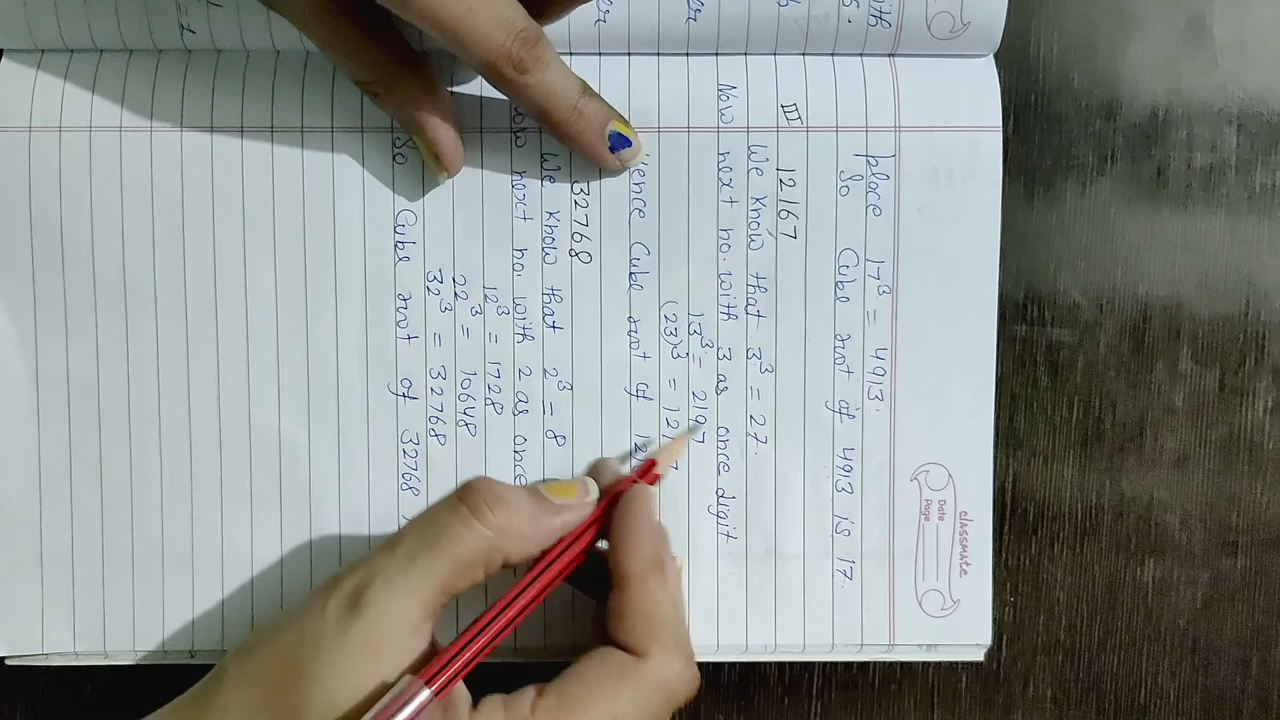 classmate
Date
Page
place 17³ = 4913.
So Cube root of 4913 is 17.
III 12167
We know that 3³ = 27.
Now next no. with 3 as once digit
13³ = 2197
(23)³ = 12 7
Cube root of 12
32768
We know that 2³ = 8
next no. with 2 as once
12³ = 1728
22³ = 10648
32³ = 32768
So Cube root of 32768